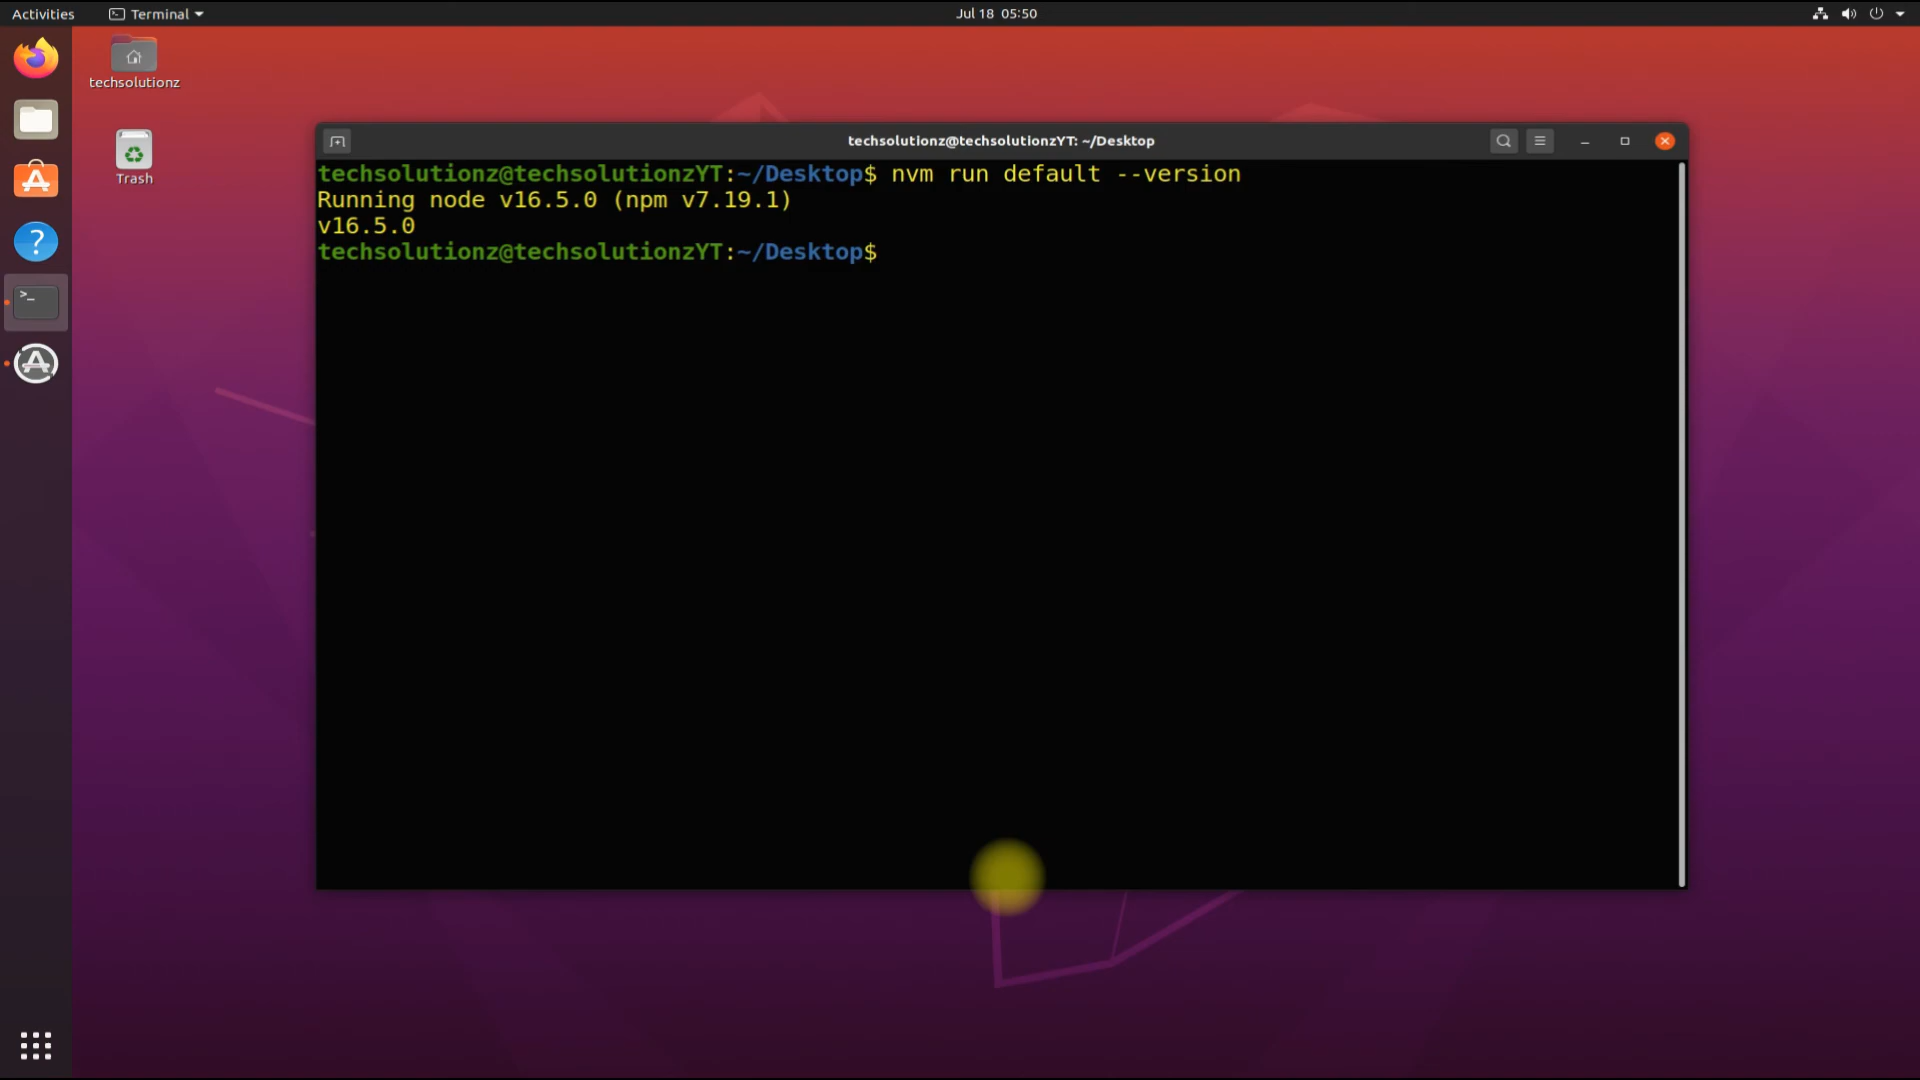 Activities
Terminal
Jul 18 05:50
techsolutionz
Trash
techsolutionz@techsolutionzYT: ~/Desktop
techsolutionz@techsolutionzYT:~/Desktop$ nvm run default --version
Running node v16.5.0 (npm v7.19.1)
v16.5.0
techsolutionz@techsolutionzYT:~/Desktop$